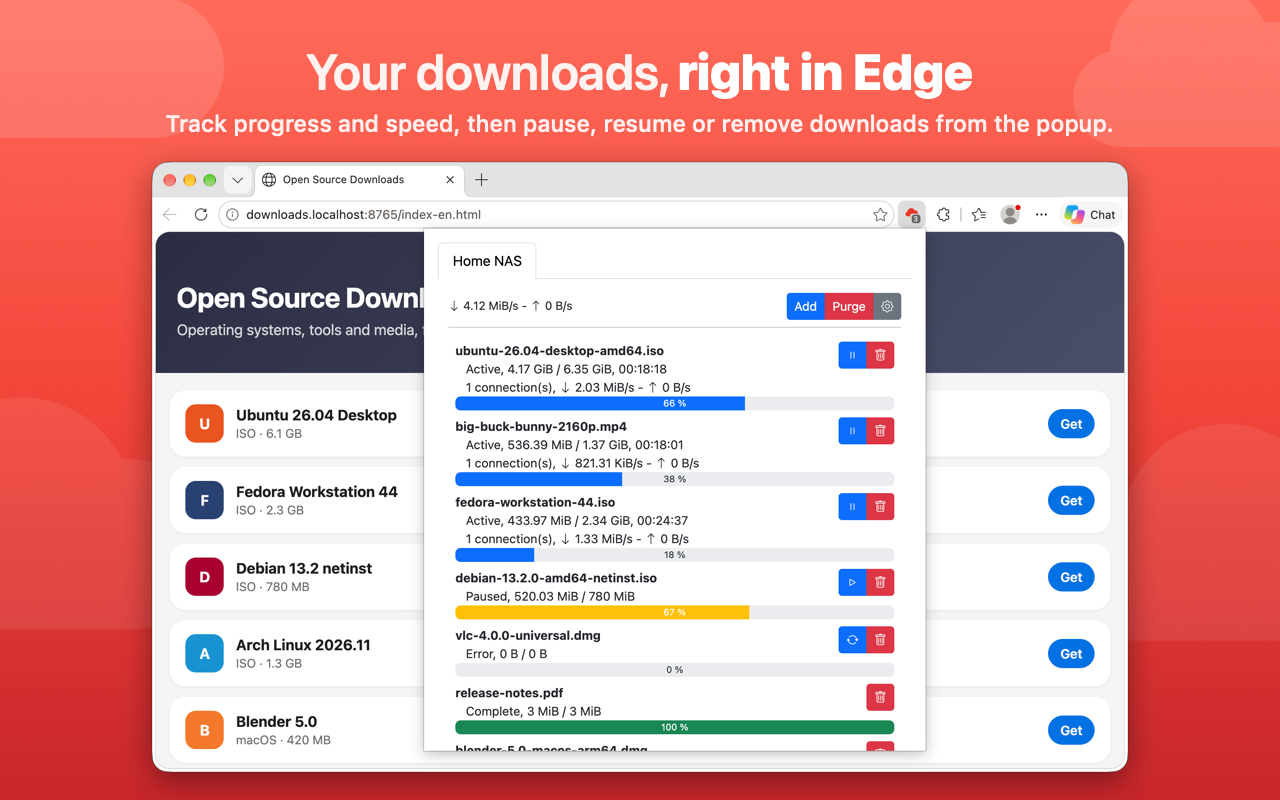 Your downloads, right in Edge
Track progress and speed, then pause, resume or remove downloads from the popup.
Open Source Downloads
downloads.localhost:8765/index-en.html
3
Chat
Open Source Downl
Operating systems, tools and media,
U
Ubuntu 26.04 Desktop
ISO · 6.1 GB
Get
F
Fedora Workstation 44
ISO · 2.3 GB
Get
D
Debian 13.2 netinst
ISO · 780 MB
Get
A
Arch Linux 2026.11
ISO · 1.3 GB
Get
B
Blender 5.0
macOS · 420 MB
Get
Home NAS
↓ 4.12 MiB/s - ↑ 0 B/s
Add Purge
ubuntu-26.04-desktop-amd64.iso
Active, 4.17 GiB / 6.35 GiB, 00:18:18
1 connection(s), ↓ 2.03 MiB/s - ↑ 0 B/s
66 %
big-buck-bunny-2160p.mp4
Active, 536.39 MiB / 1.37 GiB, 00:18:01
1 connection(s), ↓ 821.31 KiB/s - ↑ 0 B/s
38 %
fedora-workstation-44.iso
Active, 433.97 MiB / 2.34 GiB, 00:24:37
1 connection(s), ↓ 1.33 MiB/s - ↑ 0 B/s
18 %
debian-13.2.0-amd64-netinst.iso
Paused, 520.03 MiB / 780 MiB
67 %
vlc-4.0.0-universal.dmg
Error, 0 B / 0 B
0 %
release-notes.pdf
Complete, 3 MiB / 3 MiB
100 %
blender-5.0-macos-arm64.dmg